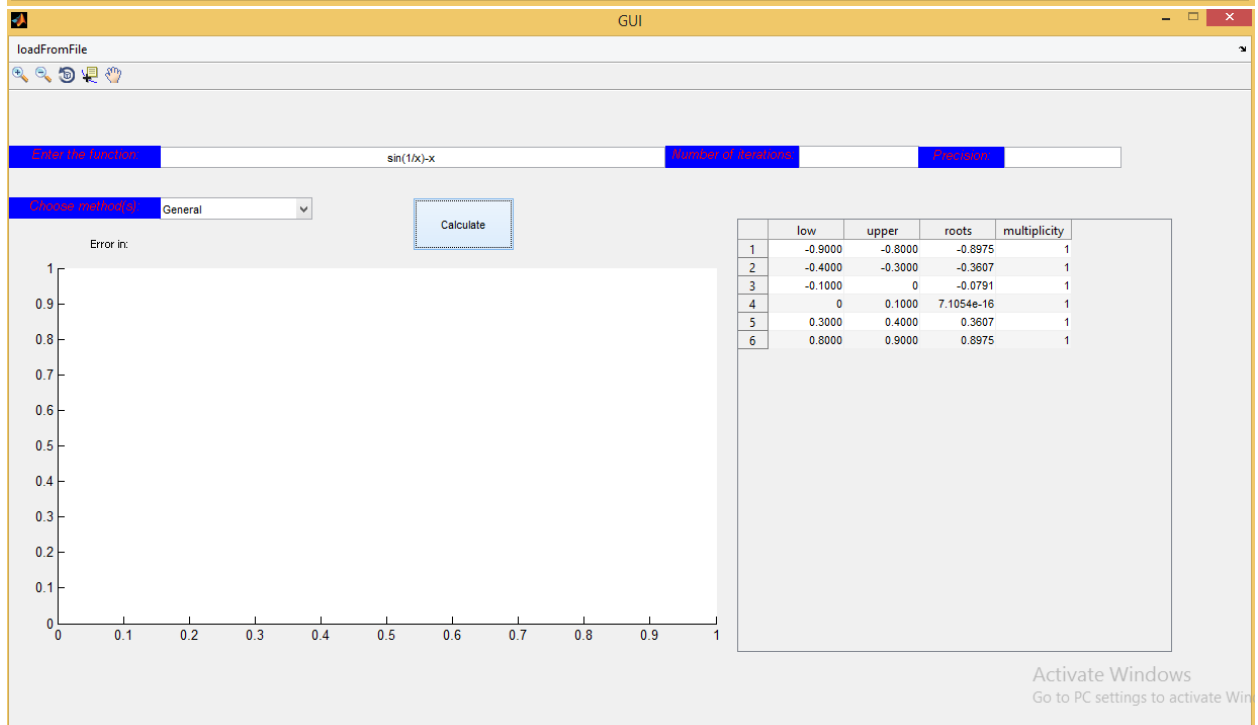 GUI
loadFromFile
Enter the function: sin(1/x)-x Number of iterations: Precision:
Choose method(s): General Calculate
Error in:
low upper roots multiplicity
1 -0.9000 -0.8000 -0.8975 1
2 -0.4000 -0.3000 -0.3607 1
3 -0.1000 0 -0.0791 1
4 0 0.1000 7.1054e-16 1
5 0.3000 0.4000 0.3607 1
6 0.8000 0.9000 0.8975 1
1
0.9
0.8
0.7
0.6
0.5
0.4
0.3
0.2
0.1
0
0 0.1 0.2 0.3 0.4 0.5 0.6 0.7 0.8 0.9 1
Activate Windows
Go to PC settings to activate Win